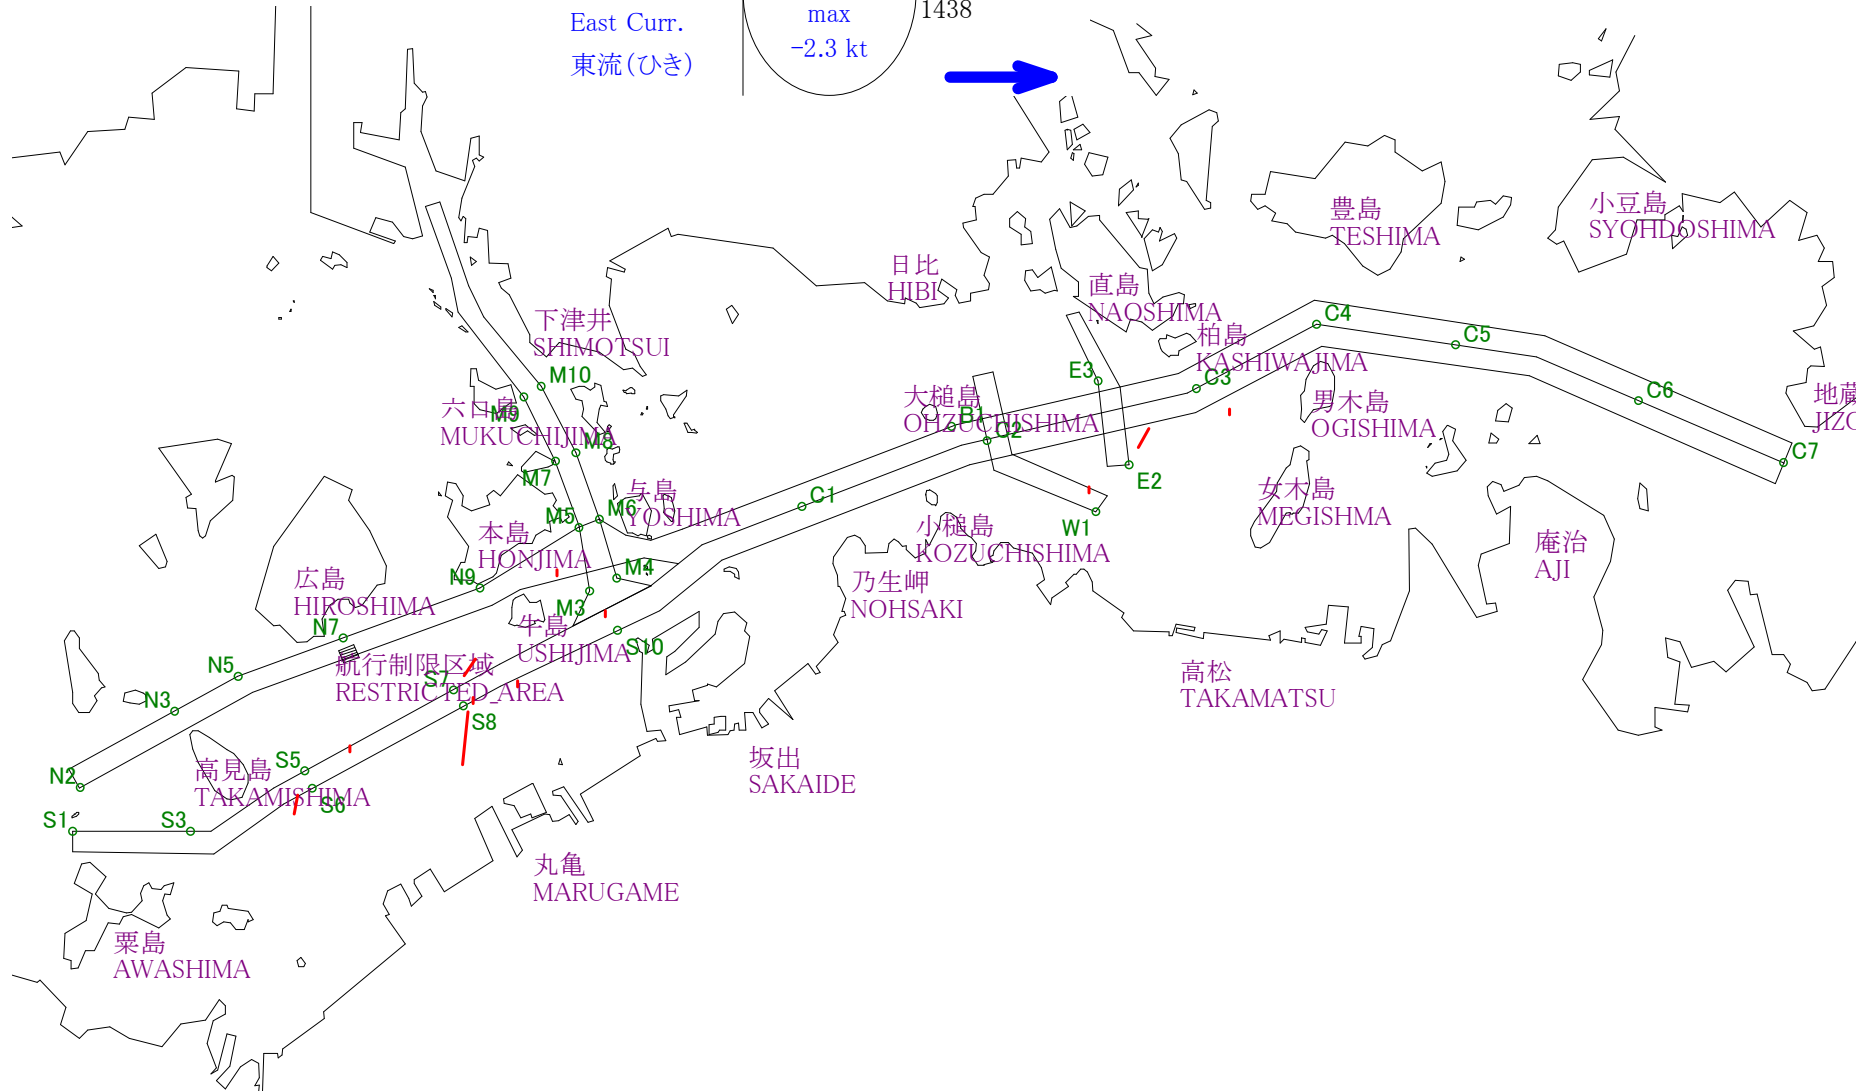 East Curr.
東流(ひき)
max
-2.3 kt
1438
豊島
TESHIMA
小豆島
SYOHDOSHIMA
日比
HIBI
直島
NAOSHIMA
下津井
SHIMOTSUI
柏島
KASHIWAJIMA
C4
C5
C6
C7
地蔵
JIZO
M10
M9
六口島
MUKUCHIJIMA
M8
M7
E3
C3
大槌島
OHZUCHISHIMA
B1
C2
男木島
OGISHIMA
E2
与島
YOSHIMA
C1
M6
M5
女木島
MEGISHMA
W1
小槌島
KOZUCHISHIMA
本島
HONJIMA
庵治
AJI
広島
HIROSHIMA
N9
M4
M3
乃生岬
NOHSAKI
牛島
USHIJIMA
S10
N7
N5
航行制限区域
RESTRICTED_AREA
S7
S8
高松
TAKAMATSU
N3
N2
高見島
TAKAMISHIMA
S5
S6
坂出
SAKAIDE
S1
S3
丸亀
MARUGAME
粟島
AWASHIMA